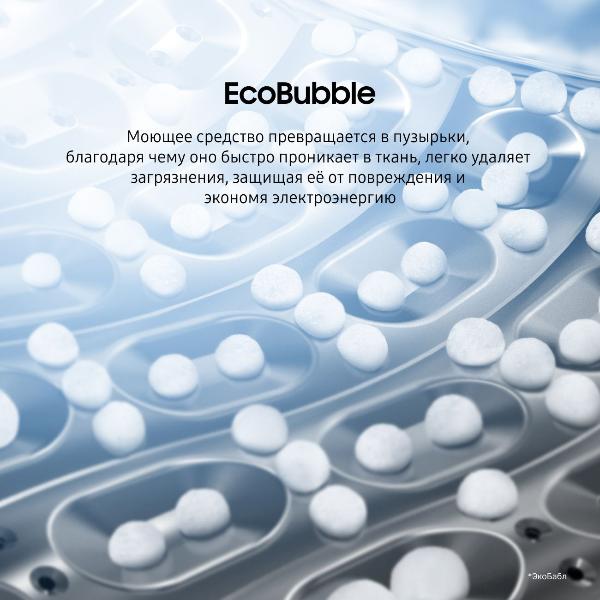 EcoBubble
Моющее средство превращается в пузырьки,
благодаря чему оно быстро проникает в ткань, легко удаляет
загрязнения, защищая её от повреждения и
экономя электроэнергию
*ЭкоБабл